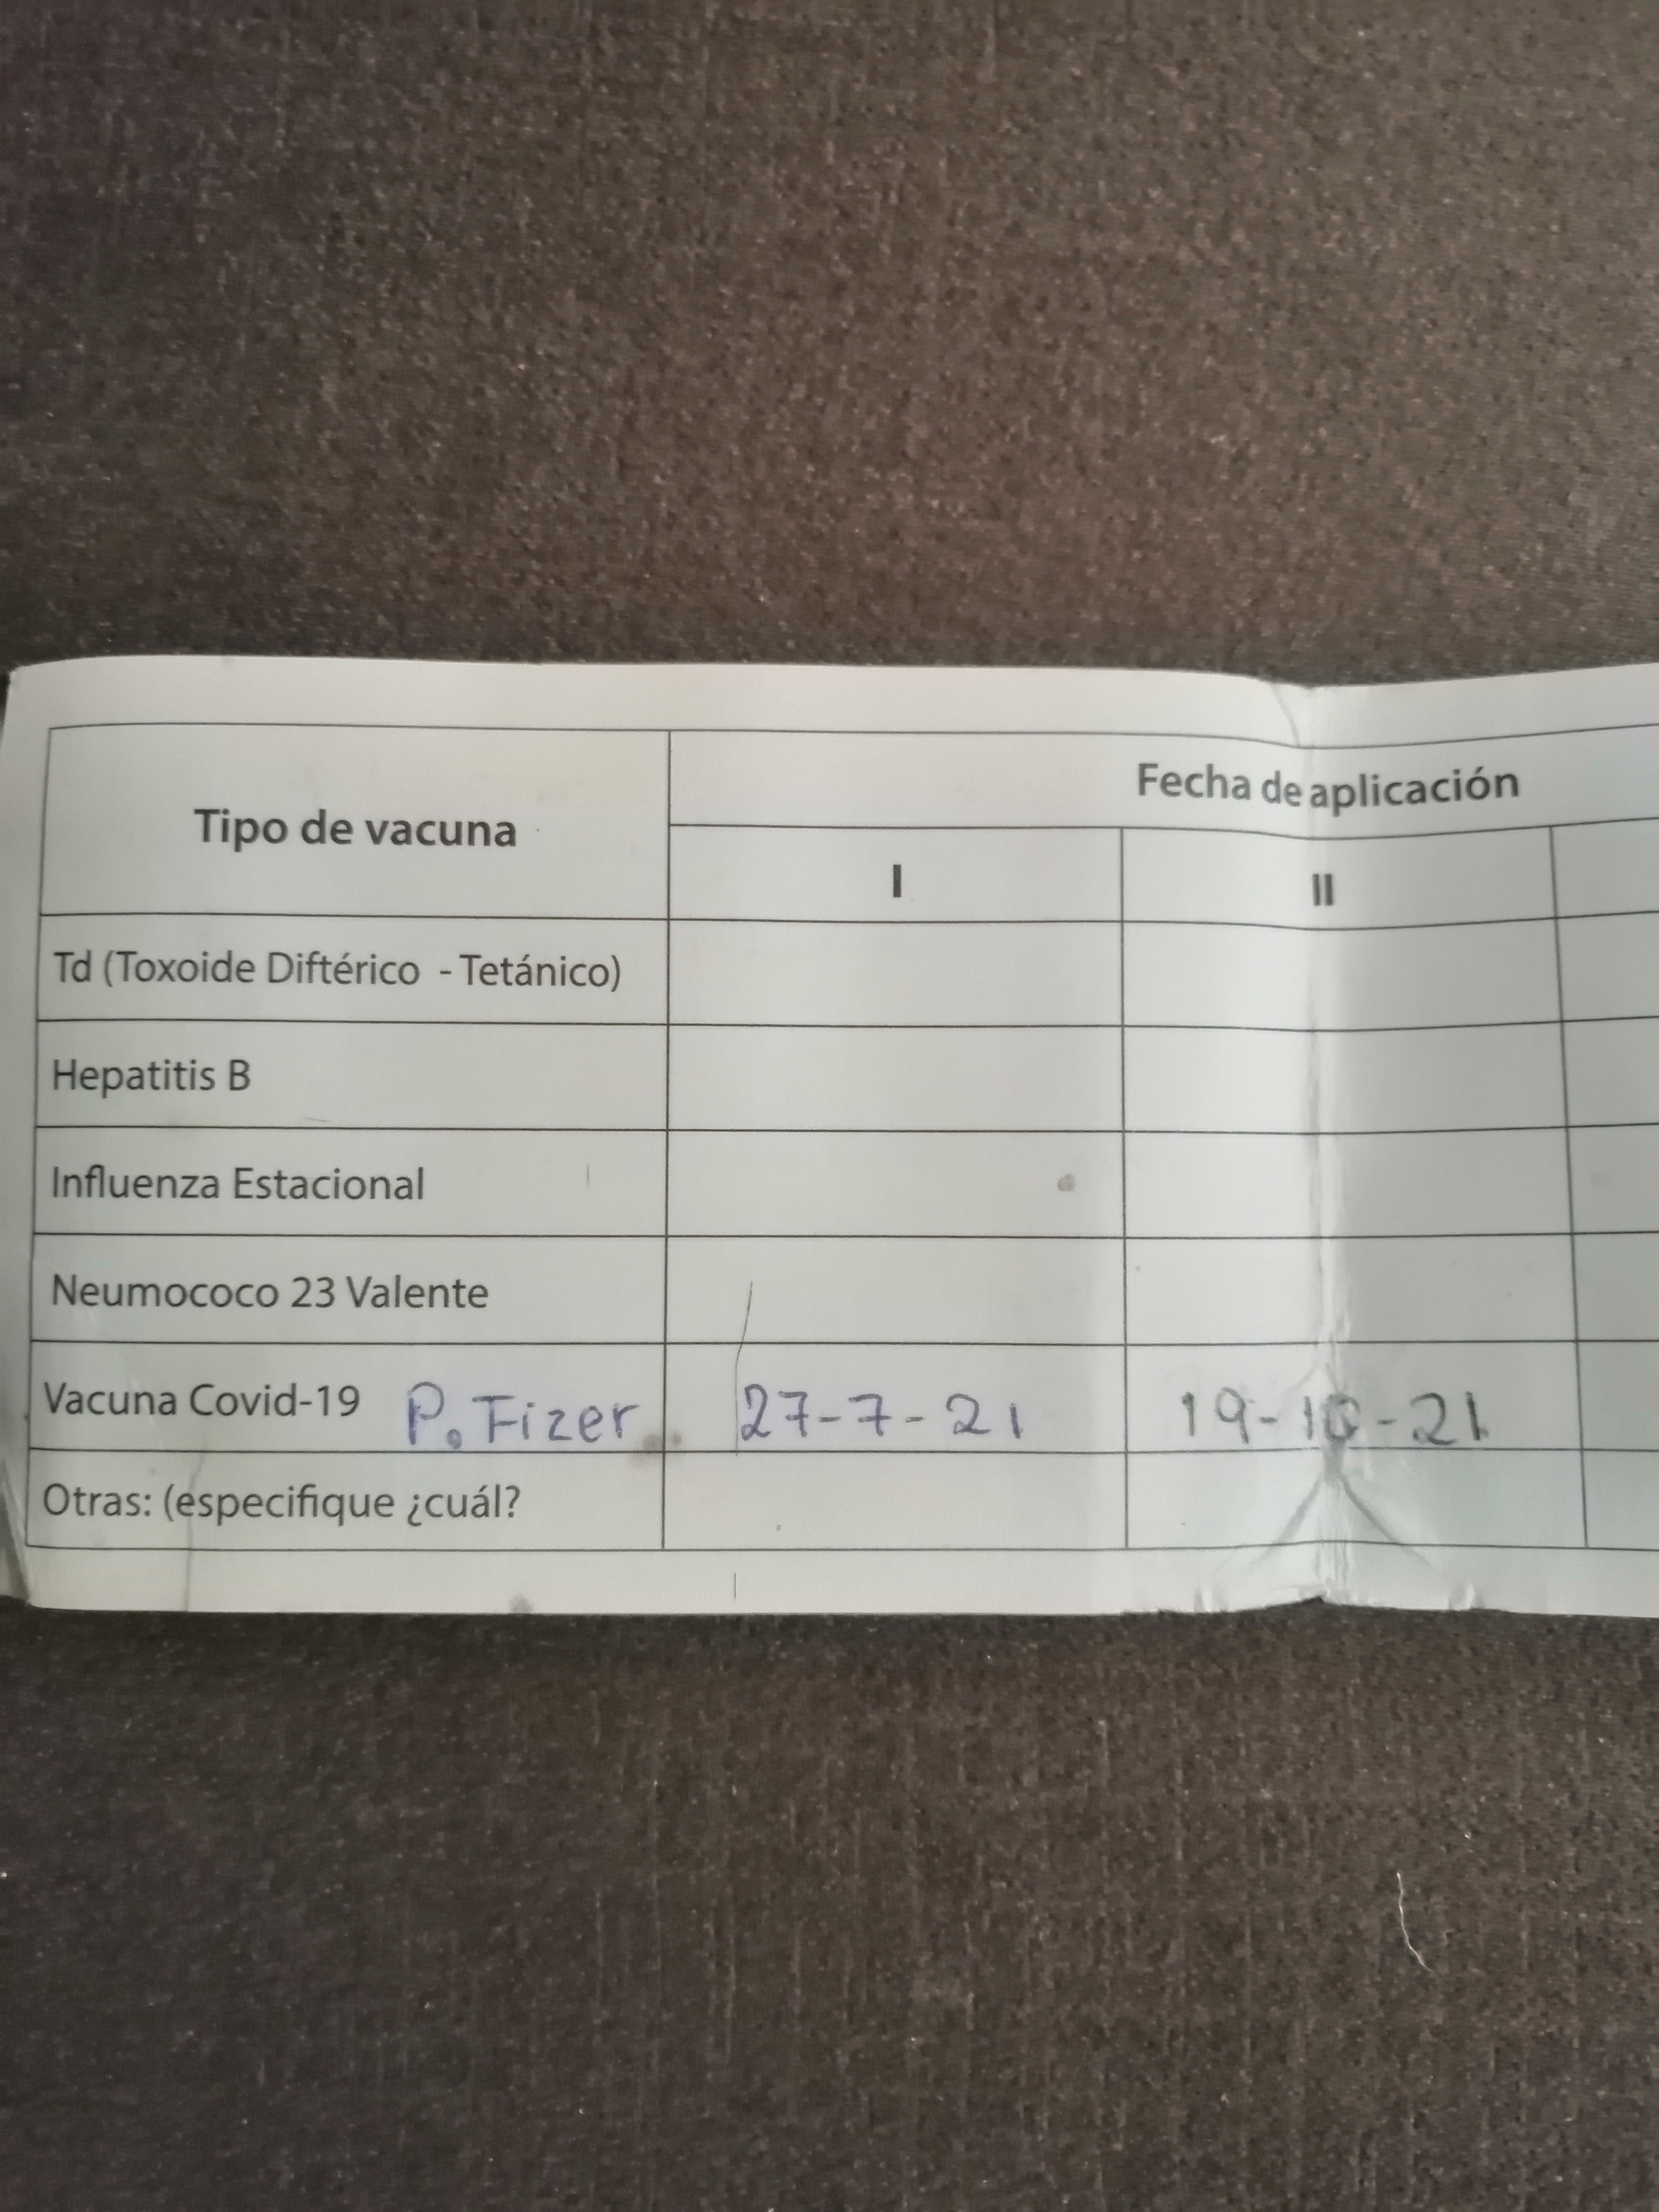 Tipo de vacuna
Fecha de aplicación
I II
Td (Toxoide Diftérico - Tetánico)
Hepatitis B
Influenza Estacional
Neumococo 23 Valente
Vacuna Covid-19 P. Fizer 27-7-21 19-10-21
Otras: (especifique ¿cuál?